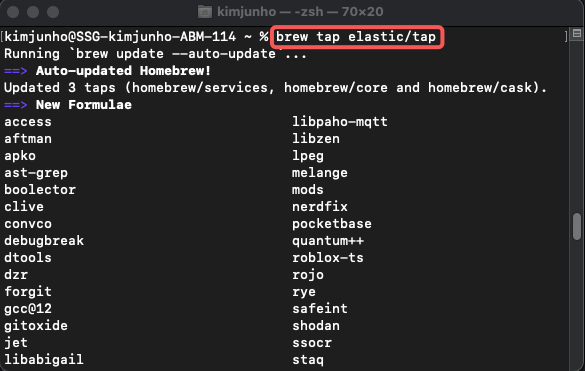 kimjunho — -zsh — 70×20
[kimjunho@SSG-kimjunho-ABM-114 ~ % brew tap elastic/tap ]
Running `brew update --auto-update`...
==> Auto-updated Homebrew!
Updated 3 taps (homebrew/services, homebrew/core and homebrew/cask).
==> New Formulae
access libpaho-mqtt
aftman libzen
apko lpeg
ast-grep melange
boolector mods
clive nerdfix
convco pocketbase
debugbreak quantum++
dtools roblox-ts
dzr rojo
forgit rye
gcc@12 safeint
gitoxide shodan
jet ssocr
libabigail staq